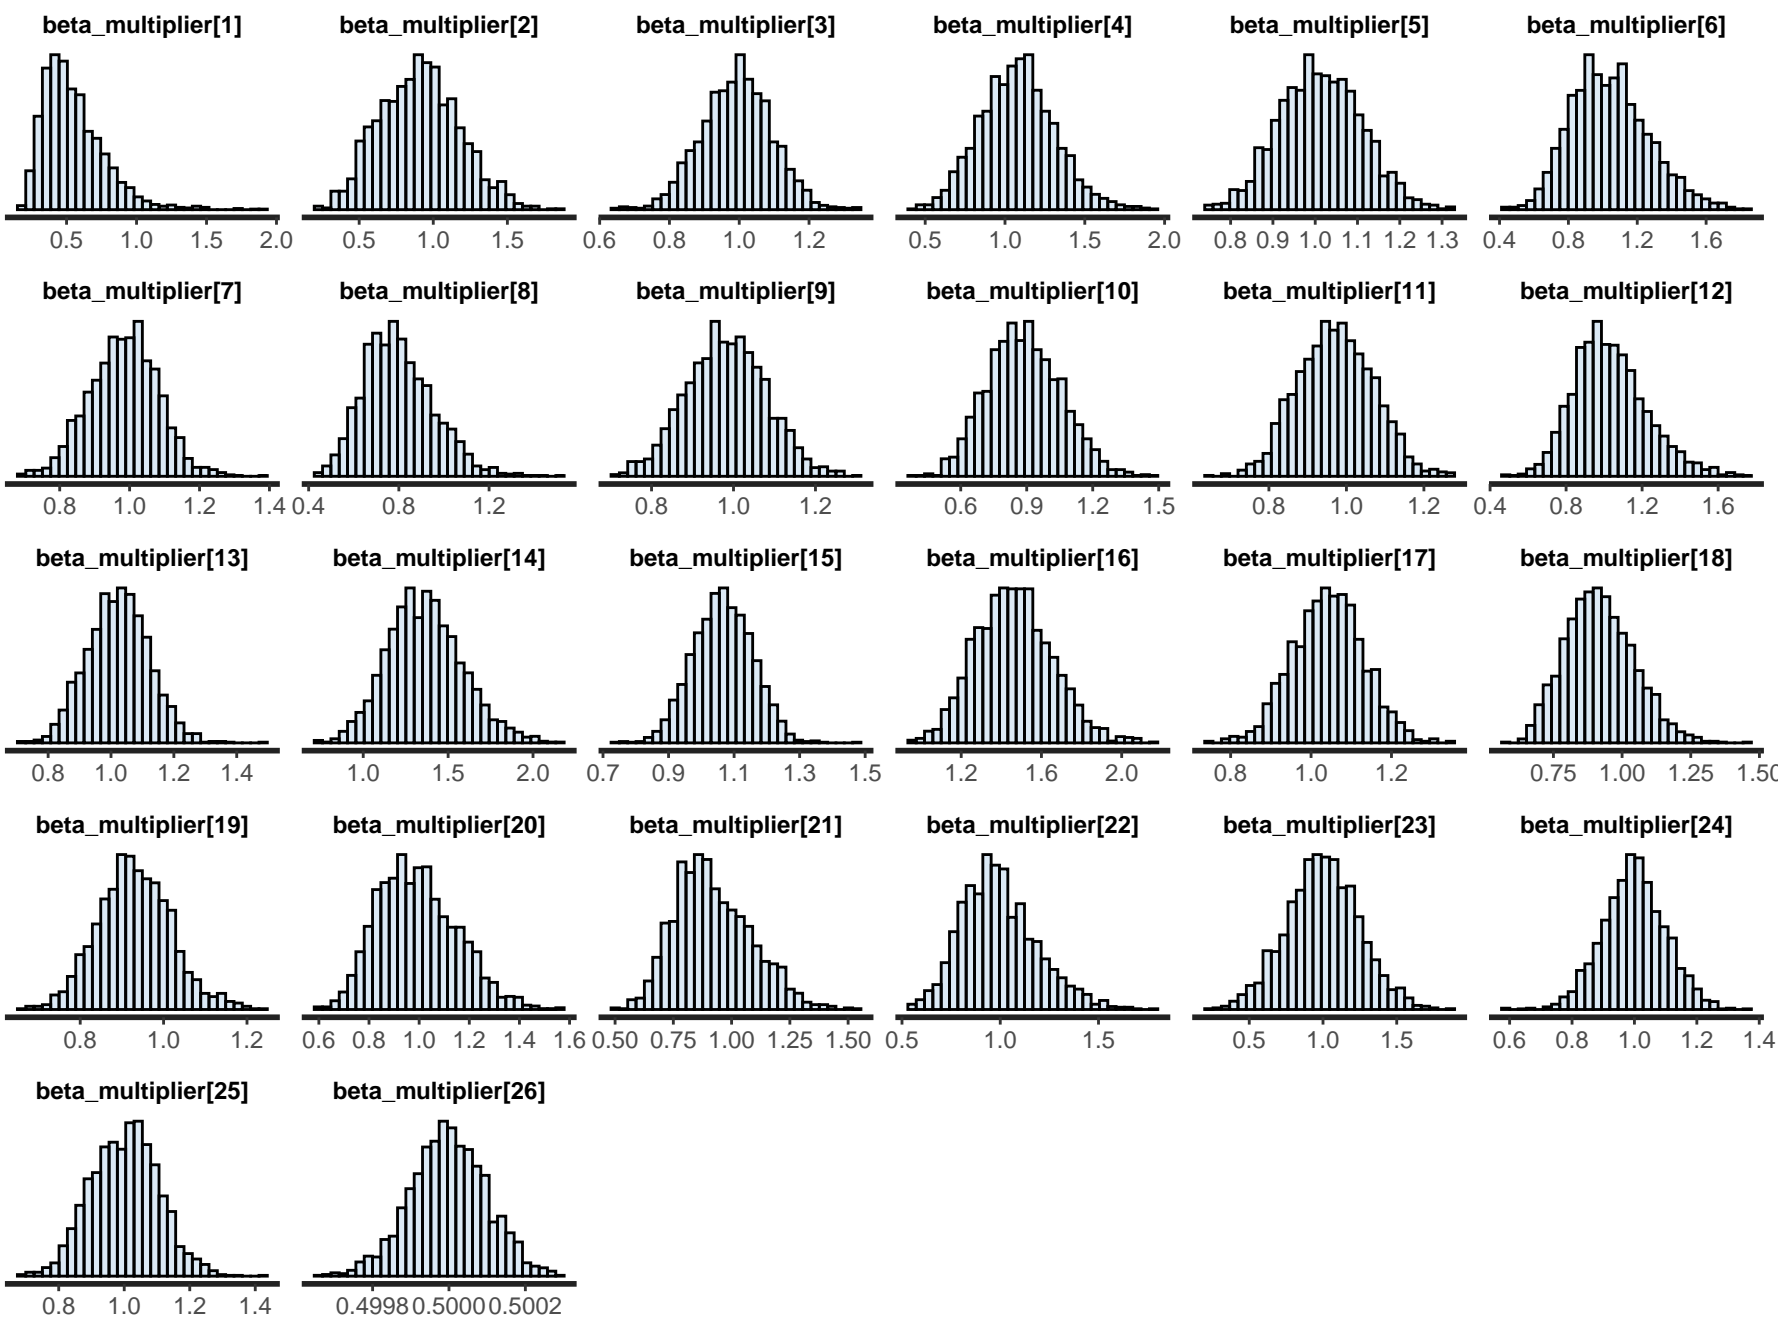 beta_multiplier[1] beta_multiplier[2] beta_multiplier[3] beta_multiplier[4] beta_multiplier[5] beta_multiplier[6]
0.5 1.0 1.5 2.0 0.5 1.0 1.5 0.6 0.8 1.0 1.2 0.5 1.0 1.5 2.0 0.8 0.9 1.0 1.1 1.2 1.3 0.4 0.8 1.2 1.6
beta_multiplier[7] beta_multiplier[8] beta_multiplier[9] beta_multiplier[10] beta_multiplier[11] beta_multiplier[12]
0.8 1.0 1.2 1.4 0.4 0.8 1.2 0.8 1.0 1.2 0.6 0.9 1.2 1.5 0.8 1.0 1.2 0.4 0.8 1.2 1.6
beta_multiplier[13] beta_multiplier[14] beta_multiplier[15] beta_multiplier[16] beta_multiplier[17] beta_multiplier[18]
0.8 1.0 1.2 1.4 1.0 1.5 2.0 0.7 0.9 1.1 1.3 1.5 1.2 1.6 2.0 0.8 1.0 1.2 0.75 1.00 1.25 1.50
beta_multiplier[19] beta_multiplier[20] beta_multiplier[21] beta_multiplier[22] beta_multiplier[23] beta_multiplier[24]
0.8 1.0 1.2 0.6 0.8 1.0 1.2 1.4 1.6 0.50 0.75 1.00 1.25 1.50 0.5 1.0 1.5 0.5 1.0 1.5 0.6 0.8 1.0 1.2 1.4
beta_multiplier[25] beta_multiplier[26]
0.8 1.0 1.2 1.4 0.4998 0.5000 0.5002